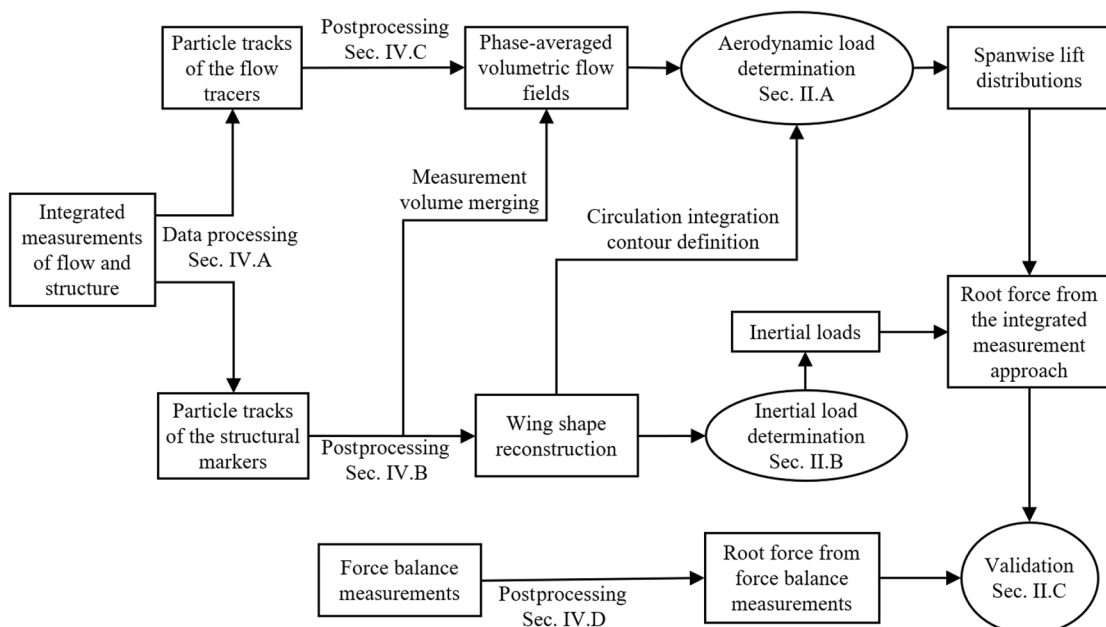 Particle tracks
of the flow
tracers
Postprocessing
Sec. IV.C
Phase-averaged
volumetric flow
fields
Aerodynamic load
determination
Sec. II.A
Spanwise lift
distributions
Integrated
measurements
of flow and
structure
Data processing
Sec. IV.A
Measurement
volume merging
Circulation integration
contour definition
Inertial loads
Root force from
the integrated
measurement
approach
Particle tracks
of the structural
markers
Postprocessing
Sec. IV.B
Wing shape
reconstruction
Inertial load
determination
Sec. II.B
Force balance
measurements
Postprocessing
Sec. IV.D
Root force from
force balance
measurements
Validation
Sec. II.C